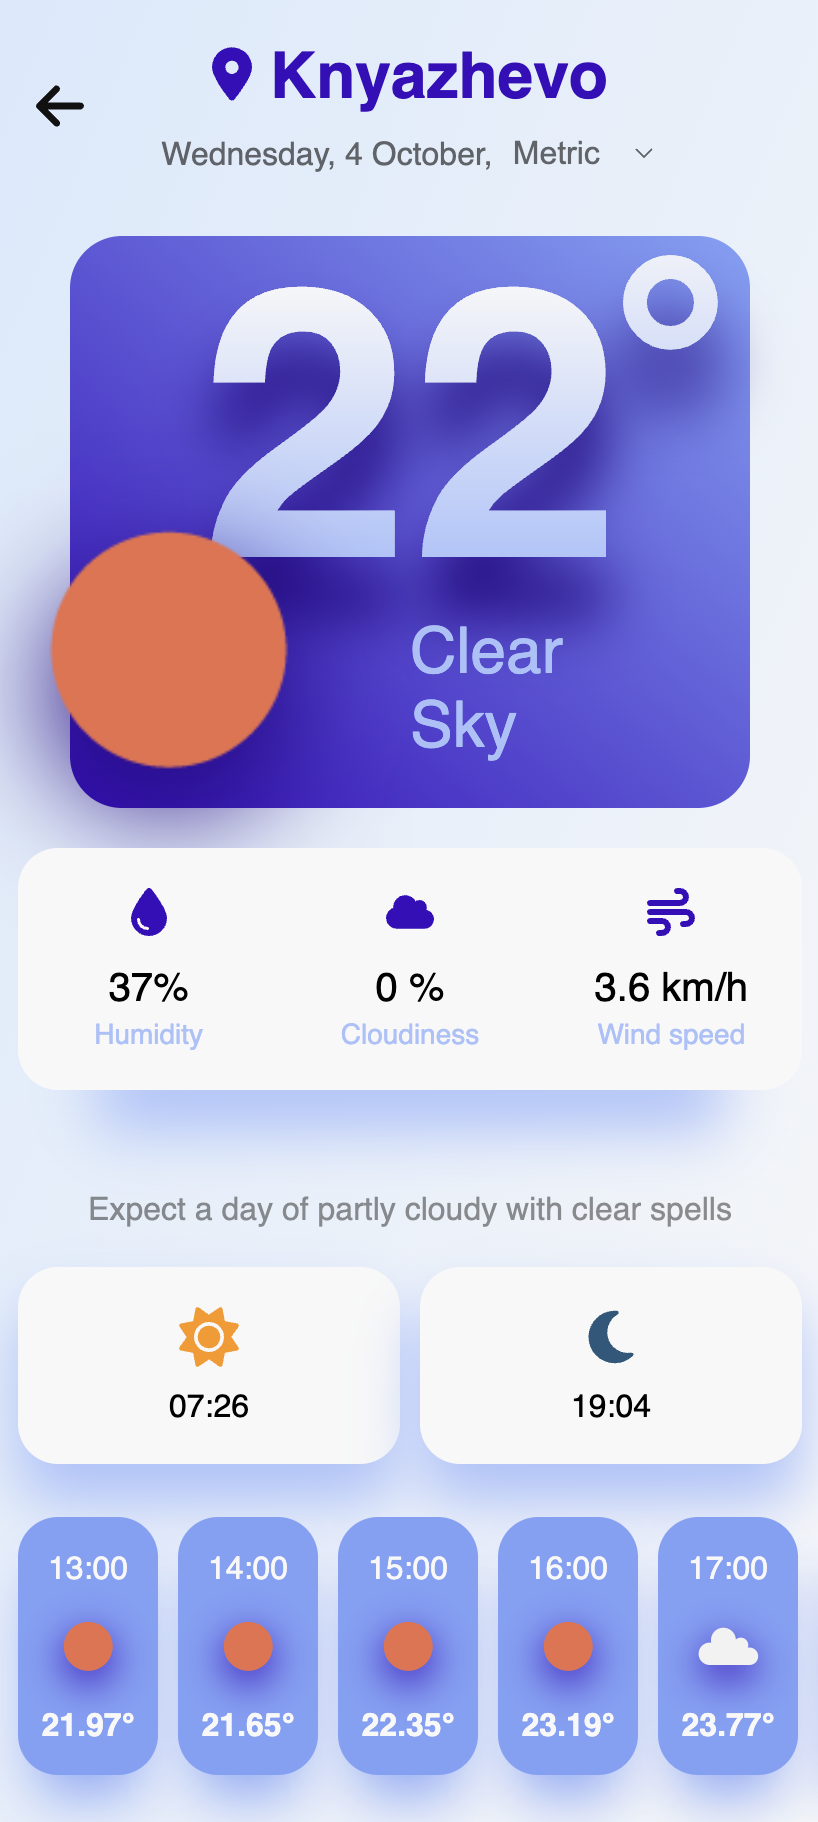 Knyazhevo
Wednesday, 4 October, Metric
22°
Clear
Sky
37% 0 % 3.6 km/h
Humidity Cloudiness Wind speed
Expect a day of partly cloudy with clear spells
07:26 19:04
13:00 14:00 15:00 16:00 17:00
21.97° 21.65° 22.35° 23.19° 23.77°